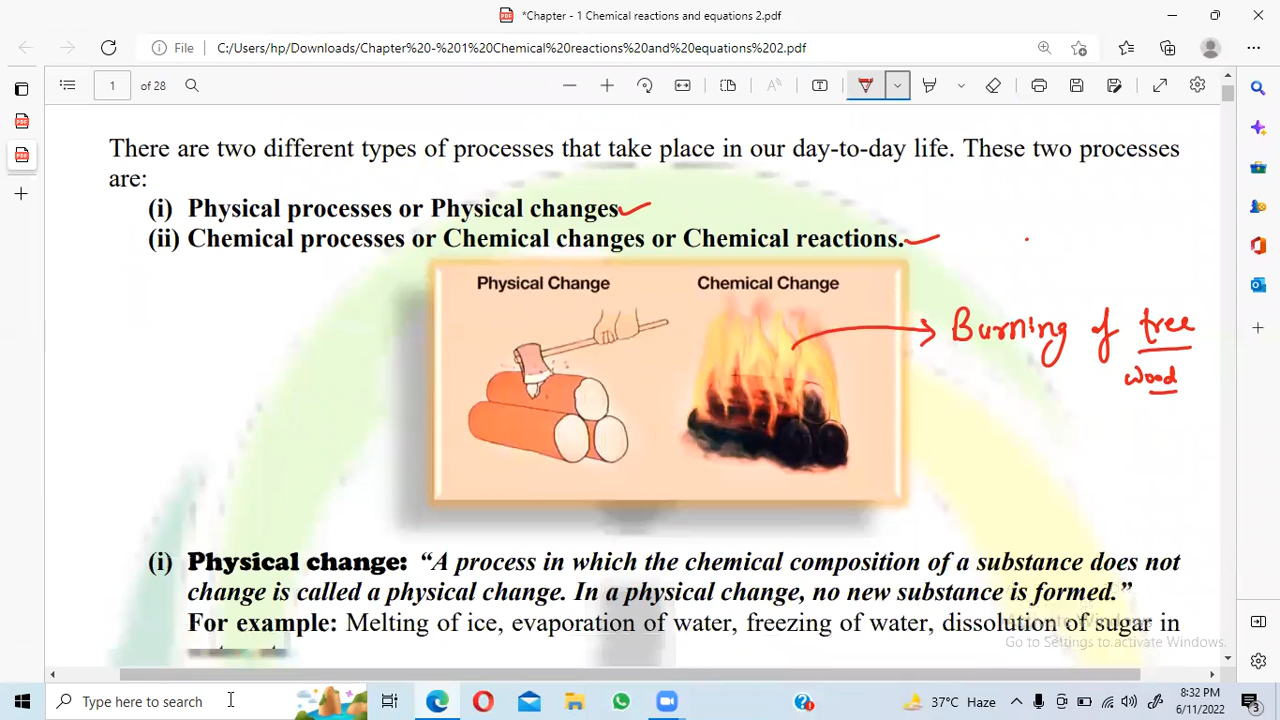 *Chapter - 1 Chemical reactions and equations 2.pdf
File
C:/Users/hp/Downloads/Chapter%20-%201%20Chemical%20reactions%20and%20equations%202.pdf
1 of 28
There are two different types of processes that take place in our day-to-day life. These two processes
are:
(i) Physical processes or Physical changes
(ii) Chemical processes or Chemical changes or Chemical reactions.
Physical Change
Chemical Change
Burning of tree
wood
(i) Physical change: “A process in which the chemical composition of a substance does not
change is called a physical change. In a physical change, no new substance is formed.”
For example: Melting of ice, evaporation of water, freezing of water, dissolution of sugar in
Activate Windows
Go to Settings to activate Windows.
Type here to search
37°C Haze
8:32 PM
6/11/2022
3